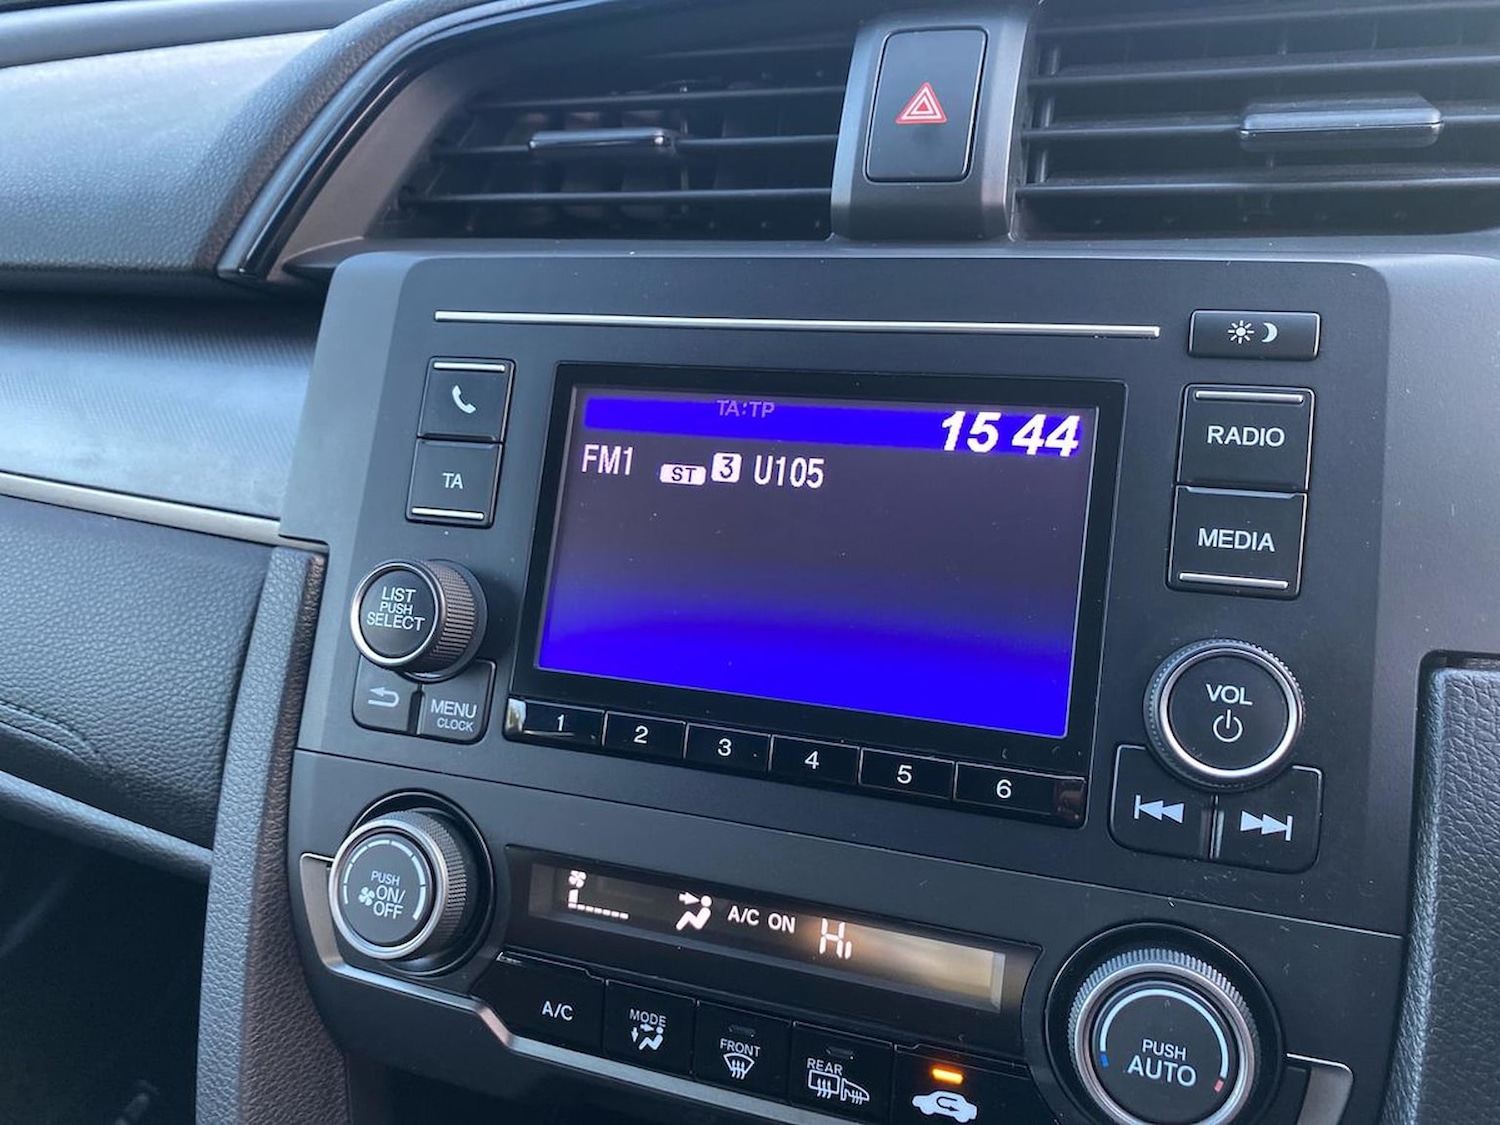 TA:TP
15 44
FM1 ST 3 U105
TA
RADIO
MEDIA
LIST
PUSH
SELECT
MENU
CLOCK
VOL
1 2 3 4 5 6
PUSH
ON/
OFF
A/C ON Hi
A/C
MODE
FRONT
REAR
PUSH
AUTO